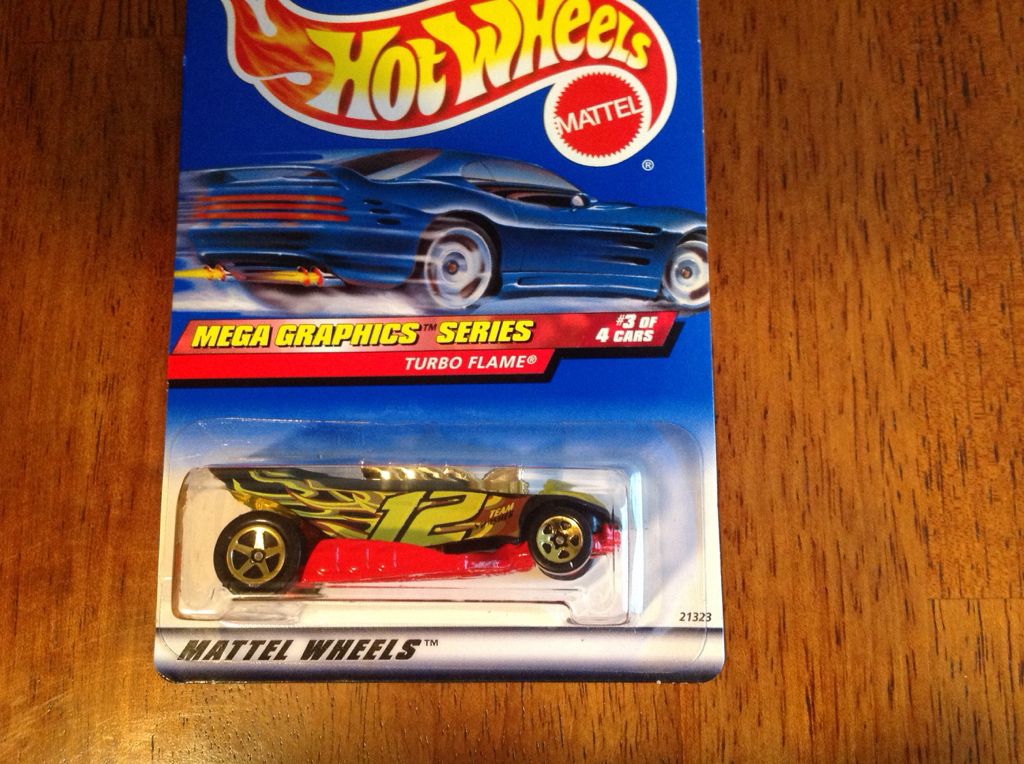 HOT WHEELS
MATTEL
®
MEGA GRAPHICS™ SERIES
#3 OF
4 CARS
TURBO FLAME®
12
TEAM
21323
MATTEL WHEELS™